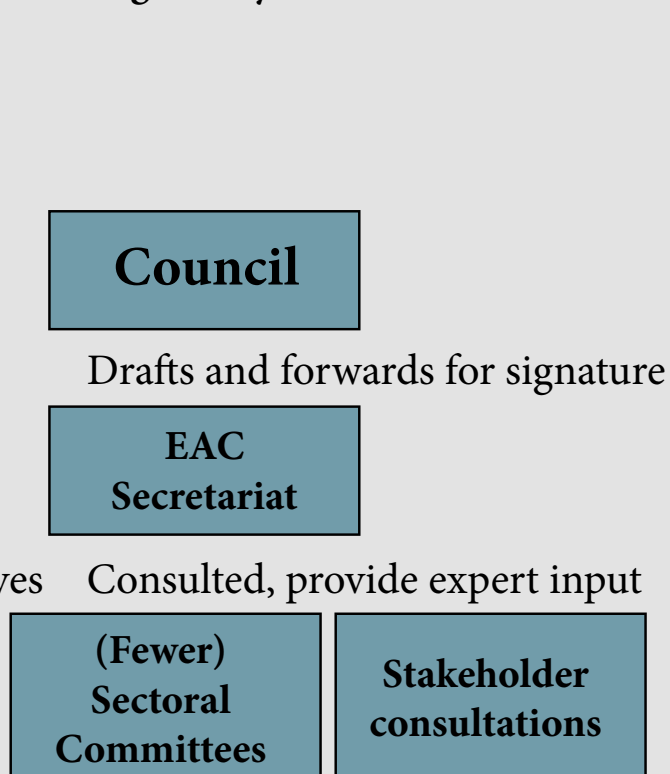 Council
Drafts and forwards for signature
EAC
Secretariat
Consulted, provide expert input
(Fewer)
Sectoral
Committees
Stakeholder
consultations